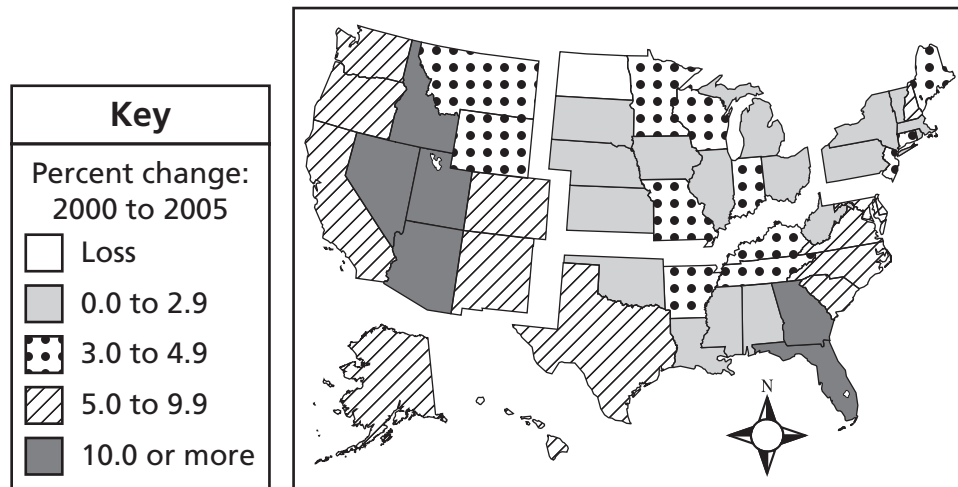 Key
Percent change:
2000 to 2005
Loss
0.0 to 2.9
3.0 to 4.9
5.0 to 9.9
10.0 or more
N